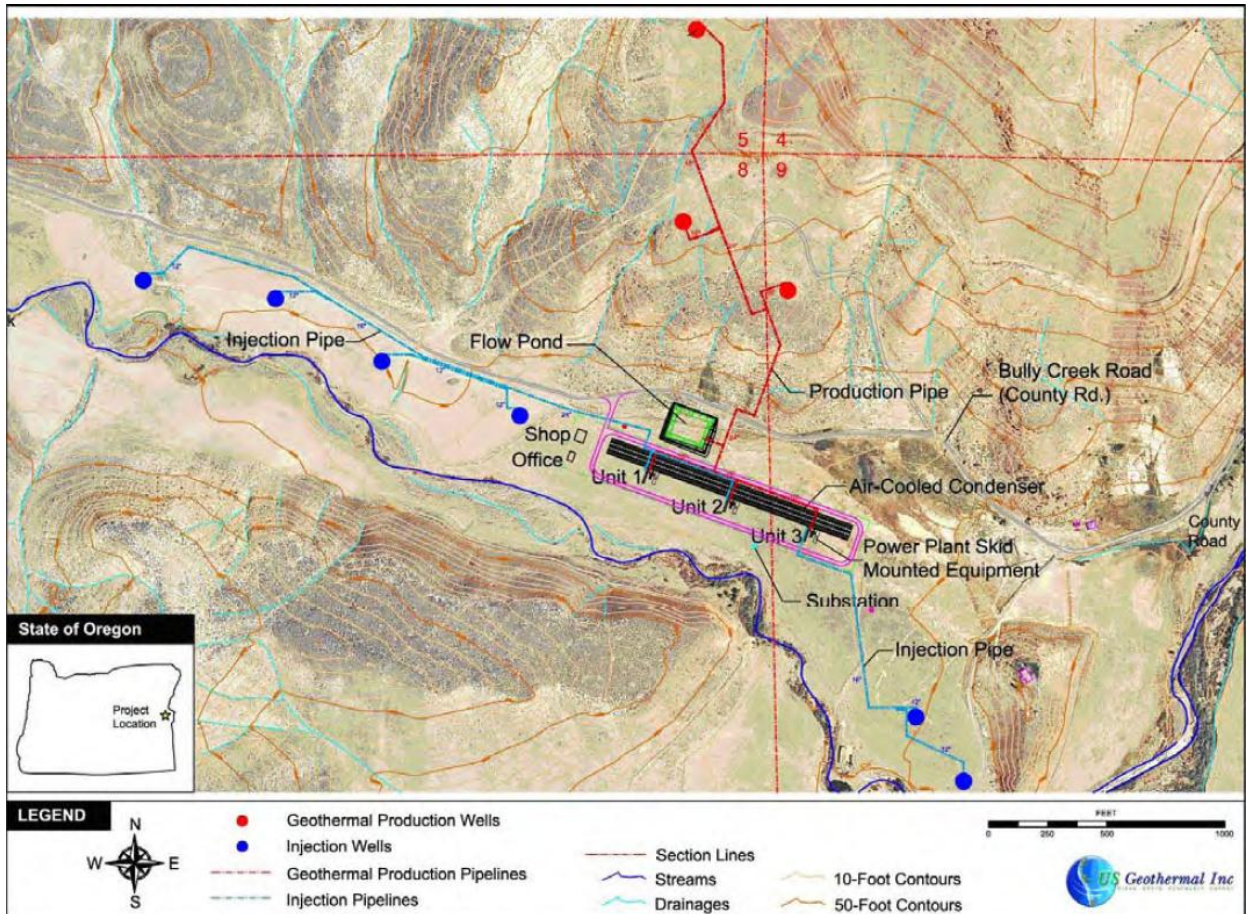 5 4
8 9
Injection Pipe
Flow Pond
Production Pipe
Bully Creek Road
(County Rd.)
Shop
Office
Unit 1
Unit 2
Unit 3
Air-Cooled Condenser
Power Plant Skid
Mounted Equipment
County
Road
Substation
Injection Pipe
State of Oregon
Project
Location
LEGEND
N
W E
S
Geothermal Production Wells
Injection Wells
Geothermal Production Pipelines
Injection Pipelines
Section Lines
Streams
Drainages
10-Foot Contours
50-Foot Contours
FEET
0 250 500 1000
US Geothermal Inc